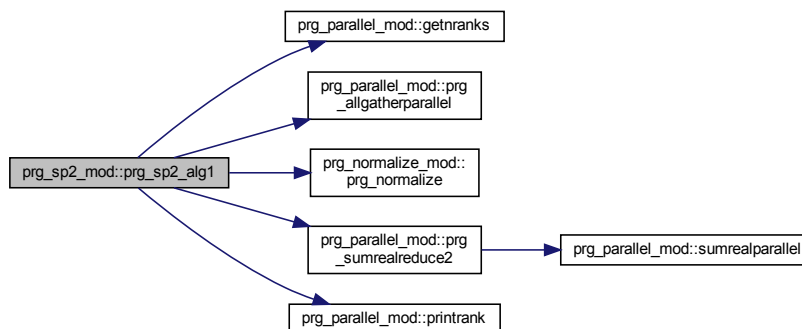 prg_parallel_mod::getnranks
prg_parallel_mod::prg
_allgatherparallel
prg_sp2_mod::prg_sp2_alg1
prg_normalize_mod::
prg_normalize
prg_parallel_mod::prg
_sumrealreduce2
prg_parallel_mod::sumrealparallel
prg_parallel_mod::printrank